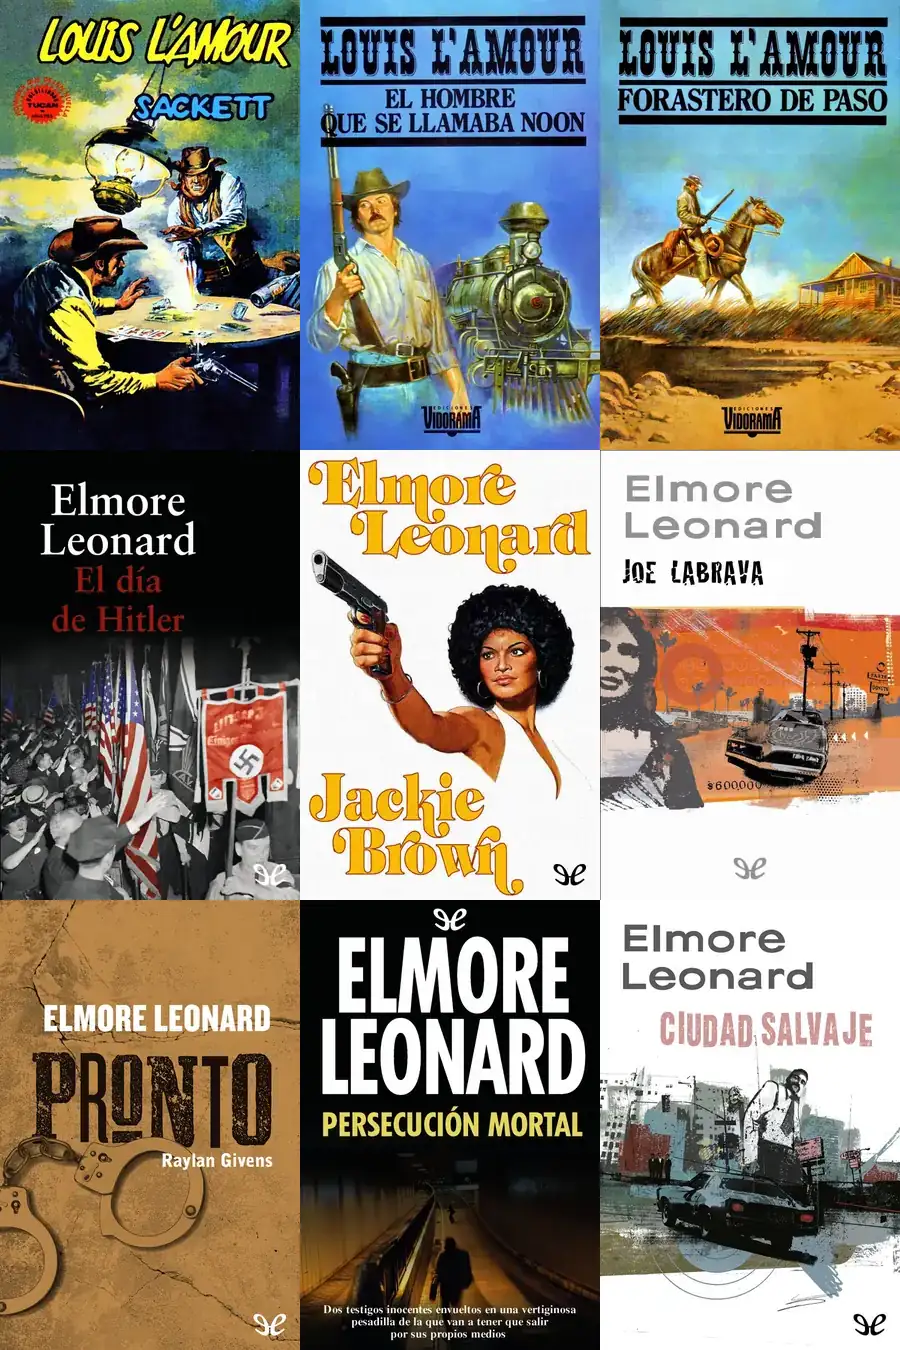 LOUIS L'AMOUR
SACKETT
TUCAN
LOUIS L'AMOUR
EL HOMBRE
QUE SE LLAMABA NOON
EDICIONES
VIDORAMA
LOUIS L'AMOUR
FORASTERO DE PASO
EDICIONES
VIDORAMA
Elmore
Leonard
El día
de Hitler
Elmore
Leonard
Jackie
Brown
Elmore
Leonard
JOE LABRAVA
$600,000
ELMORE LEONARD
PRONTO
Raylan Givens
ELMORE
LEONARD
PERSECUCIÓN MORTAL
Dos testigos inocentes envueltos en una vertiginosa
pesadilla de la que van a tener que salir
por sus propios medios
Elmore
Leonard
CIUDAD SALVAJE